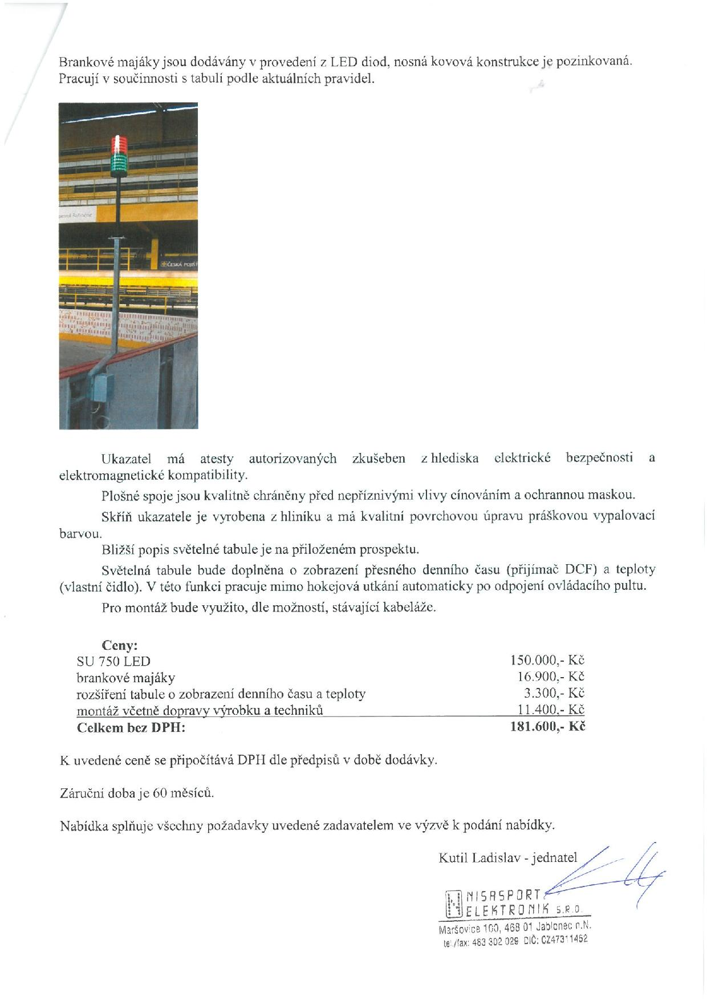 Brankové majáky jsou dodávány v provedení z LED diod, nosná kovová konstrukce je pozinkovaná.
Pracují v součinnosti s tabulí podle aktuálních pravidel.
ČESKÁ POJIŠ
Ukazatel má atesty autorizovaných zkušeben z hlediska elektrické bezpečnosti a
elektromagnetické kompatibility.
Plošné spoje jsou kvalitně chráněny před nepříznivými vlivy cínováním a ochrannou maskou.
Skříň ukazatele je vyrobena z hliníku a má kvalitní povrchovou úpravu práškovou vypalovací
barvou.
Bližší popis světelné tabule je na přiloženém prospektu.
Světelná tabule bude doplněna o zobrazení přesného denního času (přijímač DCF) a teploty
(vlastní čidlo). V této funkci pracuje mimo hokejová utkání automaticky po odpojení ovládacího pultu.
Pro montáž bude využito, dle možností, stávající kabeláže.
Ceny:
SU 750 LED 150.000,- Kč
brankové majáky 16.900,- Kč
rozšíření tabule o zobrazení denního času a teploty 3.300,- Kč
montáž včetně dopravy výrobku a techniků 11.400,- Kč
Celkem bez DPH: 181.600,- Kč
K uvedené ceně se připočítává DPH dle předpisů v době dodávky.
Záruční doba je 60 měsíců.
Nabídka splňuje všechny požadavky uvedené zadavatelem ve výzvě k podání nabídky.
Kutil Ladislav - jednatel
NISASPORT
ELEKTRONIK S.R.O.
Maršovice 100, 468 01 Jablonec n.N.
tel./fax: 483 302 029 DIČ: CZ47311452